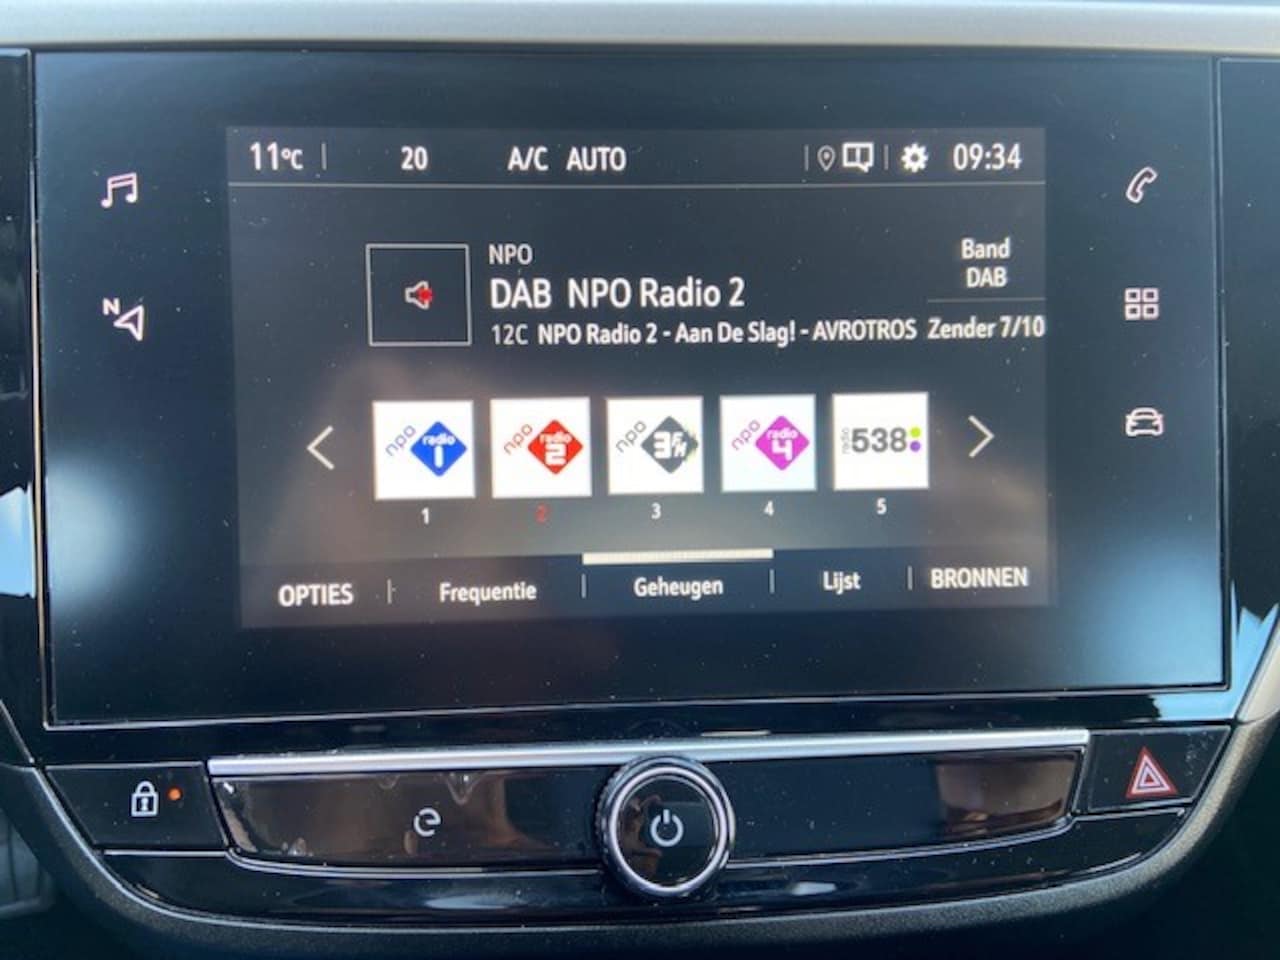 11°C 20 A/C AUTO 09:34
NPO
Band
DAB
DAB NPO Radio 2
12C NPO Radio 2 - Aan De Slag! - AVROTROS
Zender 7/10
N
npo radio 1
npo radio 2
npo 3FM
npo radio 4
radio 538
1 2 3 4 5
OPTIES Frequentie Geheugen Lijst BRONNEN